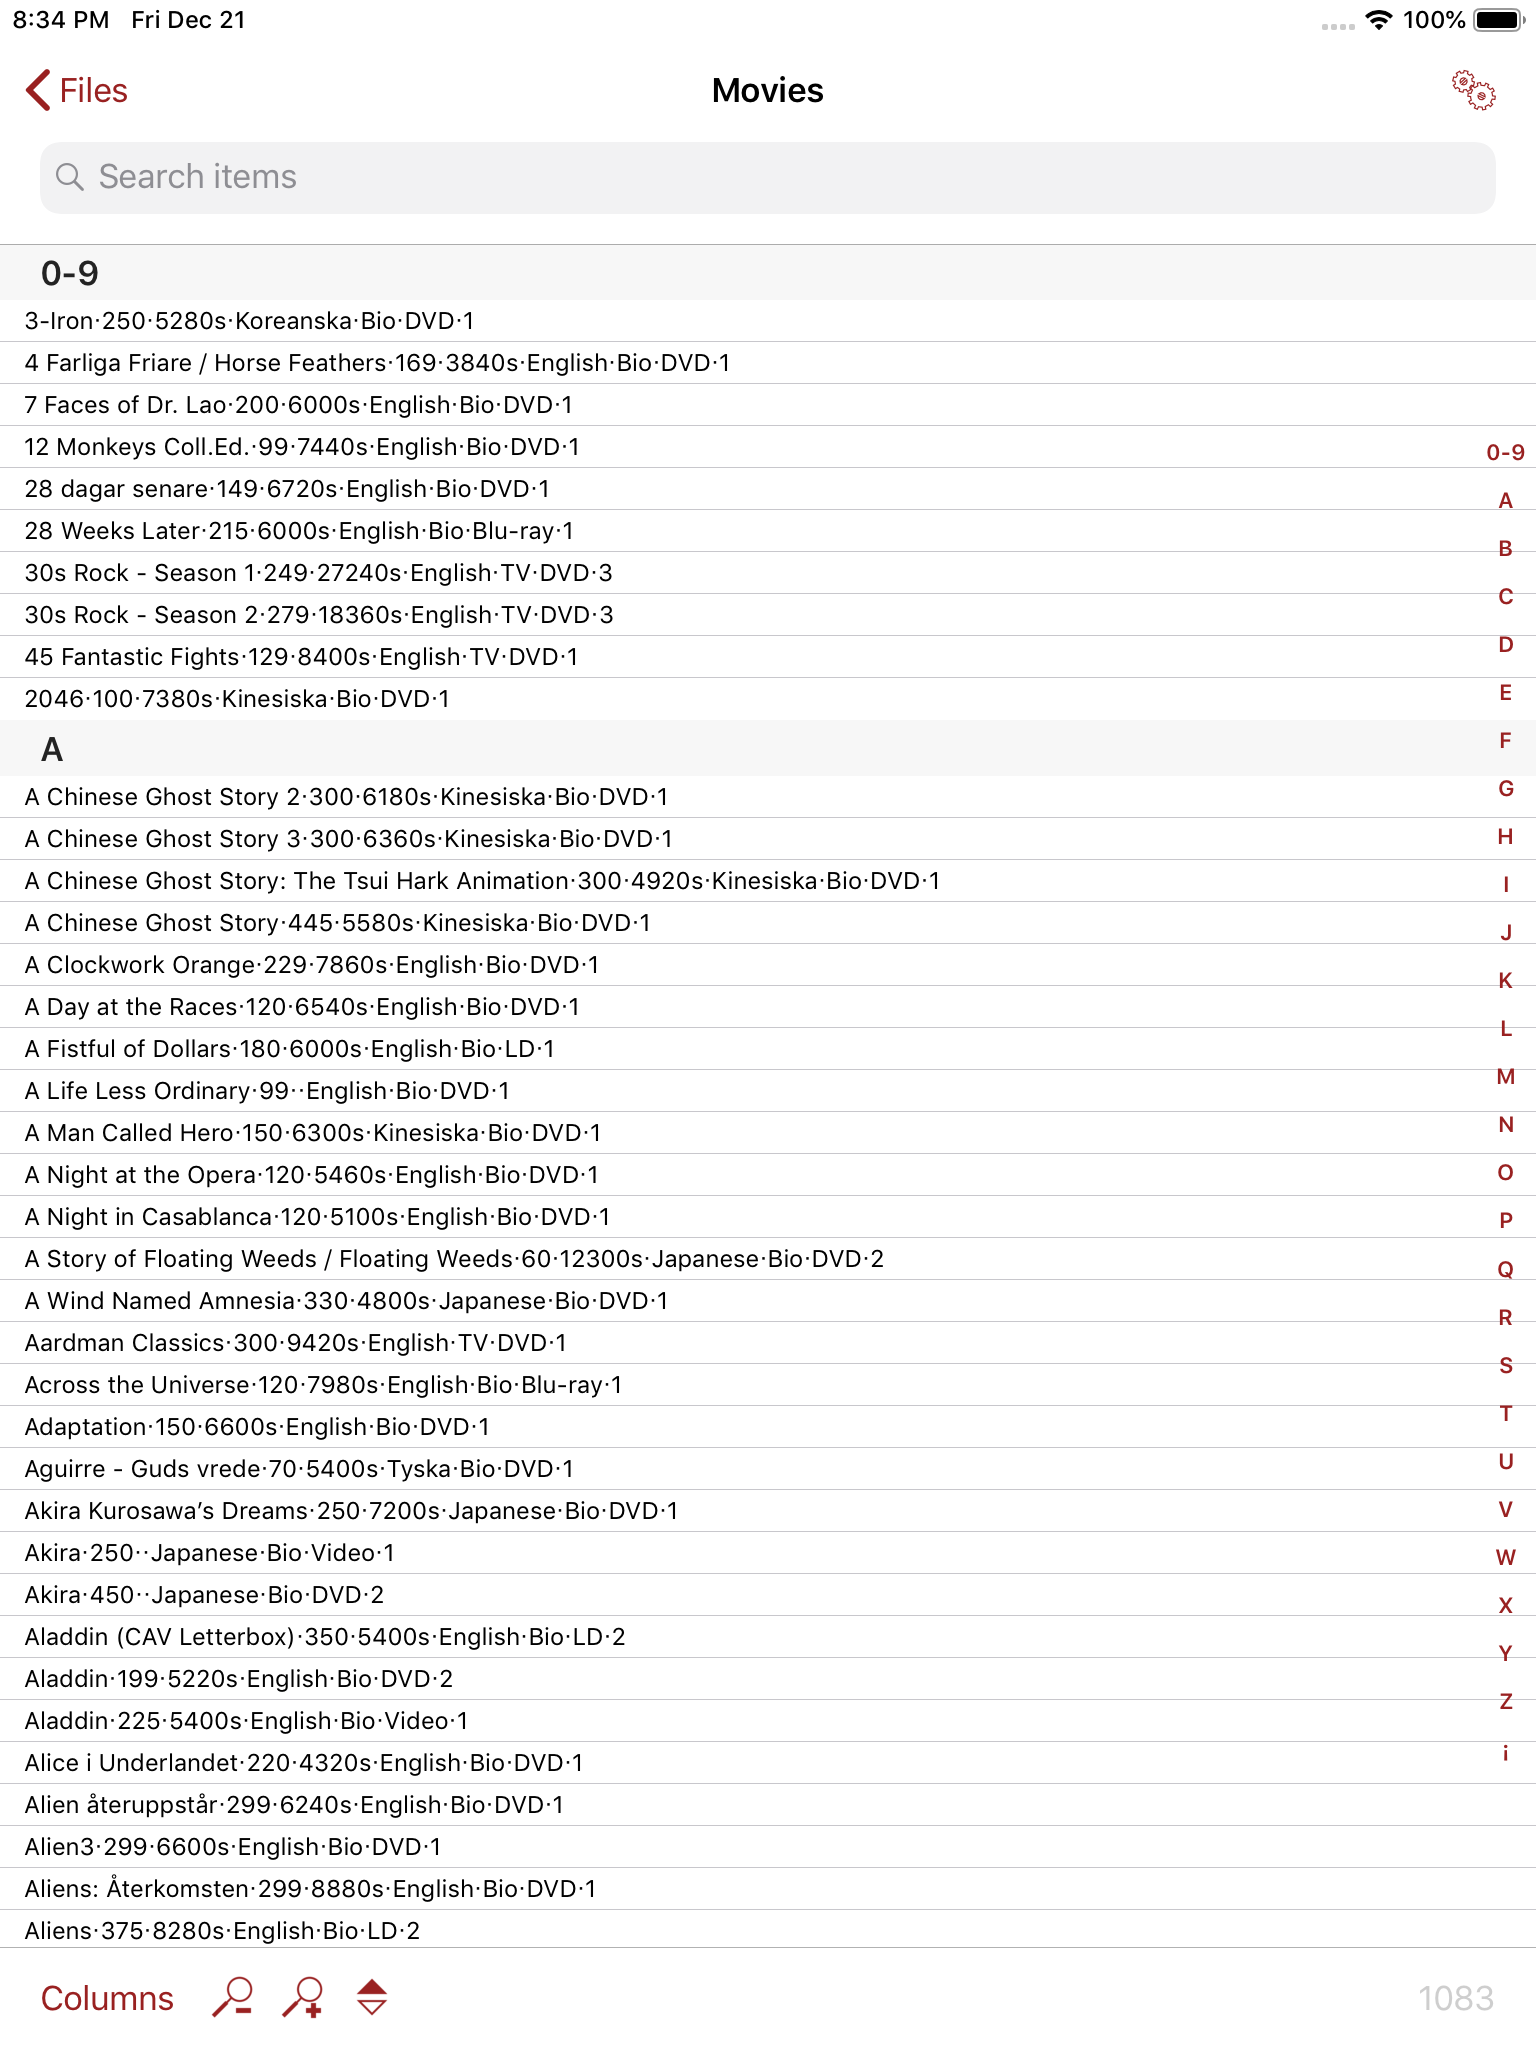 8:34 PM Fri Dec 21 100%
Files Movies
Search items
0-9
3-Iron·250·5280s·Koreanska·Bio·DVD·1
4 Farliga Friare / Horse Feathers·169·3840s·English·Bio·DVD·1
7 Faces of Dr. Lao·200·6000s·English·Bio·DVD·1
12 Monkeys Coll.Ed.·99·7440s·English·Bio·DVD·1
28 dagar senare·149·6720s·English·Bio·DVD·1
28 Weeks Later·215·6000s·English·Bio·Blu-ray·1
30s Rock - Season 1·249·27240s·English·TV·DVD·3
30s Rock - Season 2·279·18360s·English·TV·DVD·3
45 Fantastic Fights·129·8400s·English·TV·DVD·1
2046·100·7380s·Kinesiska·Bio·DVD·1
A
A Chinese Ghost Story 2·300·6180s·Kinesiska·Bio·DVD·1
A Chinese Ghost Story 3·300·6360s·Kinesiska·Bio·DVD·1
A Chinese Ghost Story: The Tsui Hark Animation·300·4920s·Kinesiska·Bio·DVD·1
A Chinese Ghost Story·445·5580s·Kinesiska·Bio·DVD·1
A Clockwork Orange·229·7860s·English·Bio·DVD·1
A Day at the Races·120·6540s·English·Bio·DVD·1
A Fistful of Dollars·180·6000s·English·Bio·LD·1
A Life Less Ordinary·99··English·Bio·DVD·1
A Man Called Hero·150·6300s·Kinesiska·Bio·DVD·1
A Night at the Opera·120·5460s·English·Bio·DVD·1
A Night in Casablanca·120·5100s·English·Bio·DVD·1
A Story of Floating Weeds / Floating Weeds·60·12300s·Japanese·Bio·DVD·2
A Wind Named Amnesia·330·4800s·Japanese·Bio·DVD·1
Aardman Classics·300·9420s·English·TV·DVD·1
Across the Universe·120·7980s·English·Bio·Blu-ray·1
Adaptation·150·6600s·English·Bio·DVD·1
Aguirre - Guds vrede·70·5400s·Tyska·Bio·DVD·1
Akira Kurosawa’s Dreams·250·7200s·Japanese·Bio·DVD·1
Akira·250··Japanese·Bio·Video·1
Akira·450··Japanese·Bio·DVD·2
Aladdin (CAV Letterbox)·350·5400s·English·Bio·LD·2
Aladdin·199·5220s·English·Bio·DVD·2
Aladdin·225·5400s·English·Bio·Video·1
Alice i Underlandet·220·4320s·English·Bio·DVD·1
Alien återuppstår·299·6240s·English·Bio·DVD·1
Alien3·299·6600s·English·Bio·DVD·1
Aliens: Återkomsten·299·8880s·English·Bio·DVD·1
Aliens·375·8280s·English·Bio·LD·2
0-9
A
B
C
D
E
F
G
H
I
J
K
L
M
N
O
P
Q
R
S
T
U
V
W
X
Y
Z
i
Columns 1083